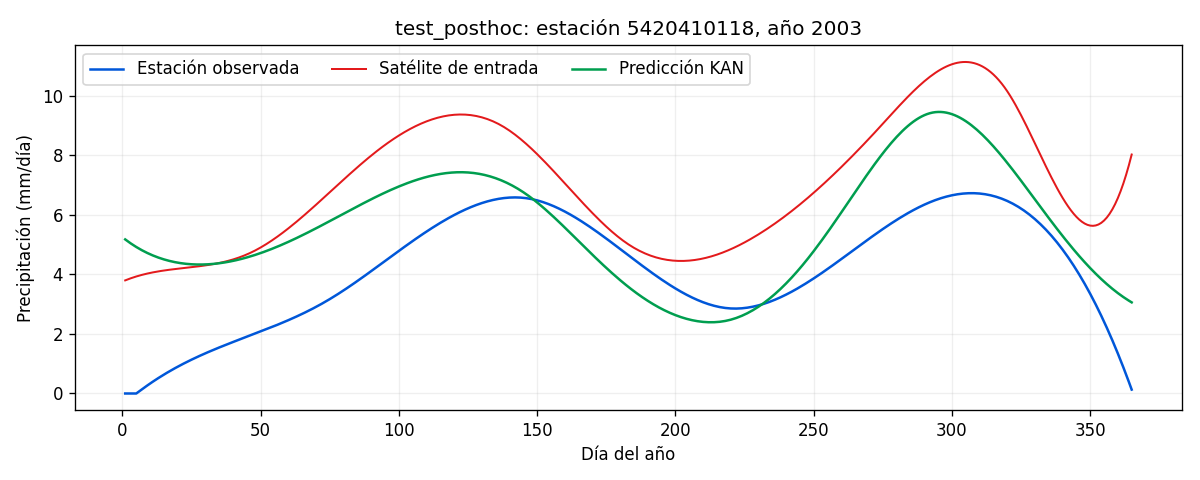 test_posthoc: estación 5420410118, año 2003
Estación observada
Satélite de entrada
Predicción KAN
Precipitación (mm/día)
10
8
6
4
2
0
0
50
100
150
200
250
300
350
Día del año